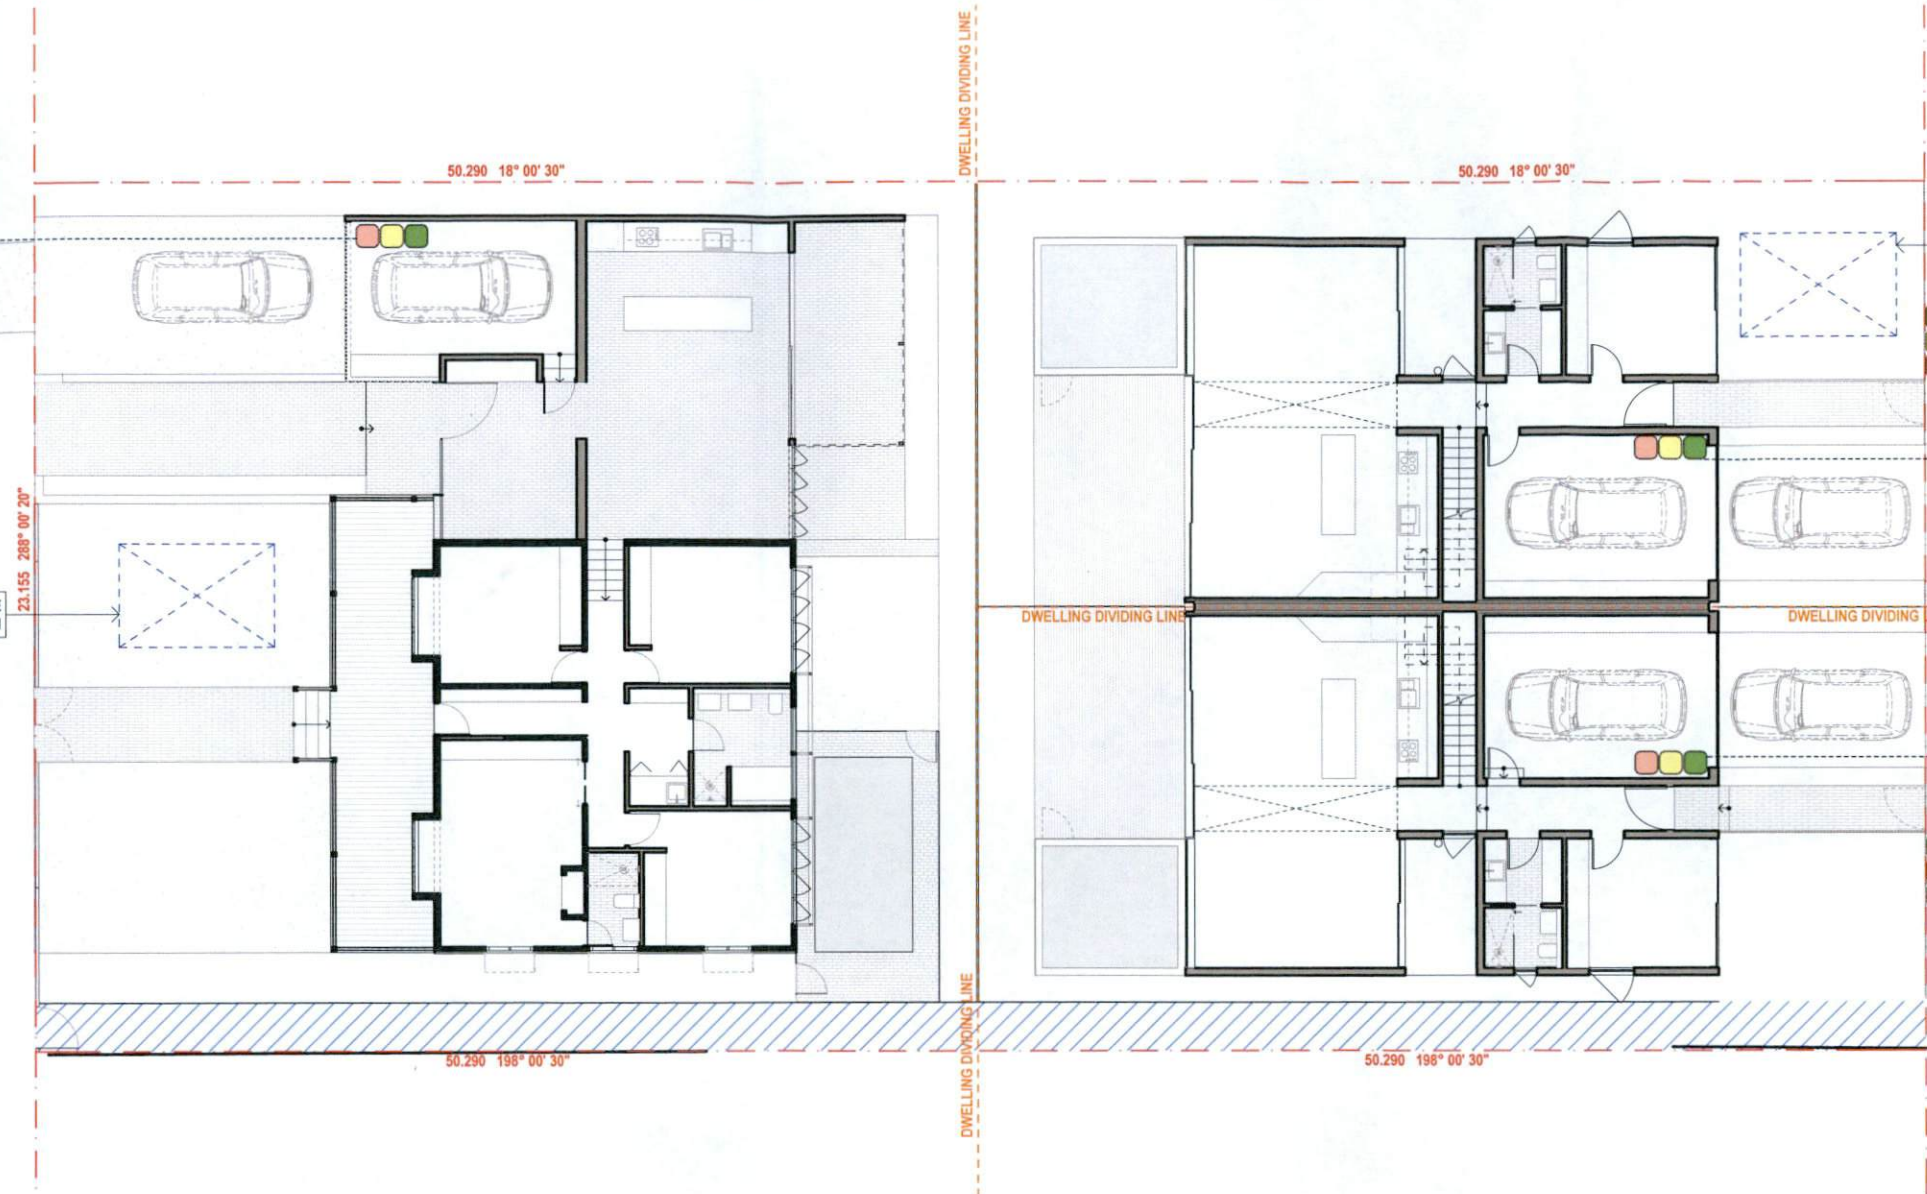 DWELLING DIVIDING LINE
50.290 18° 00' 30"
50.290 18° 00' 30"
23.155 288° 00' 20"
DWELLING DIVIDING LINE
DWELLING DIVIDING
DWELLING DIVIDING LINE
50.290 198° 00' 30"
50.290 198° 00' 30"